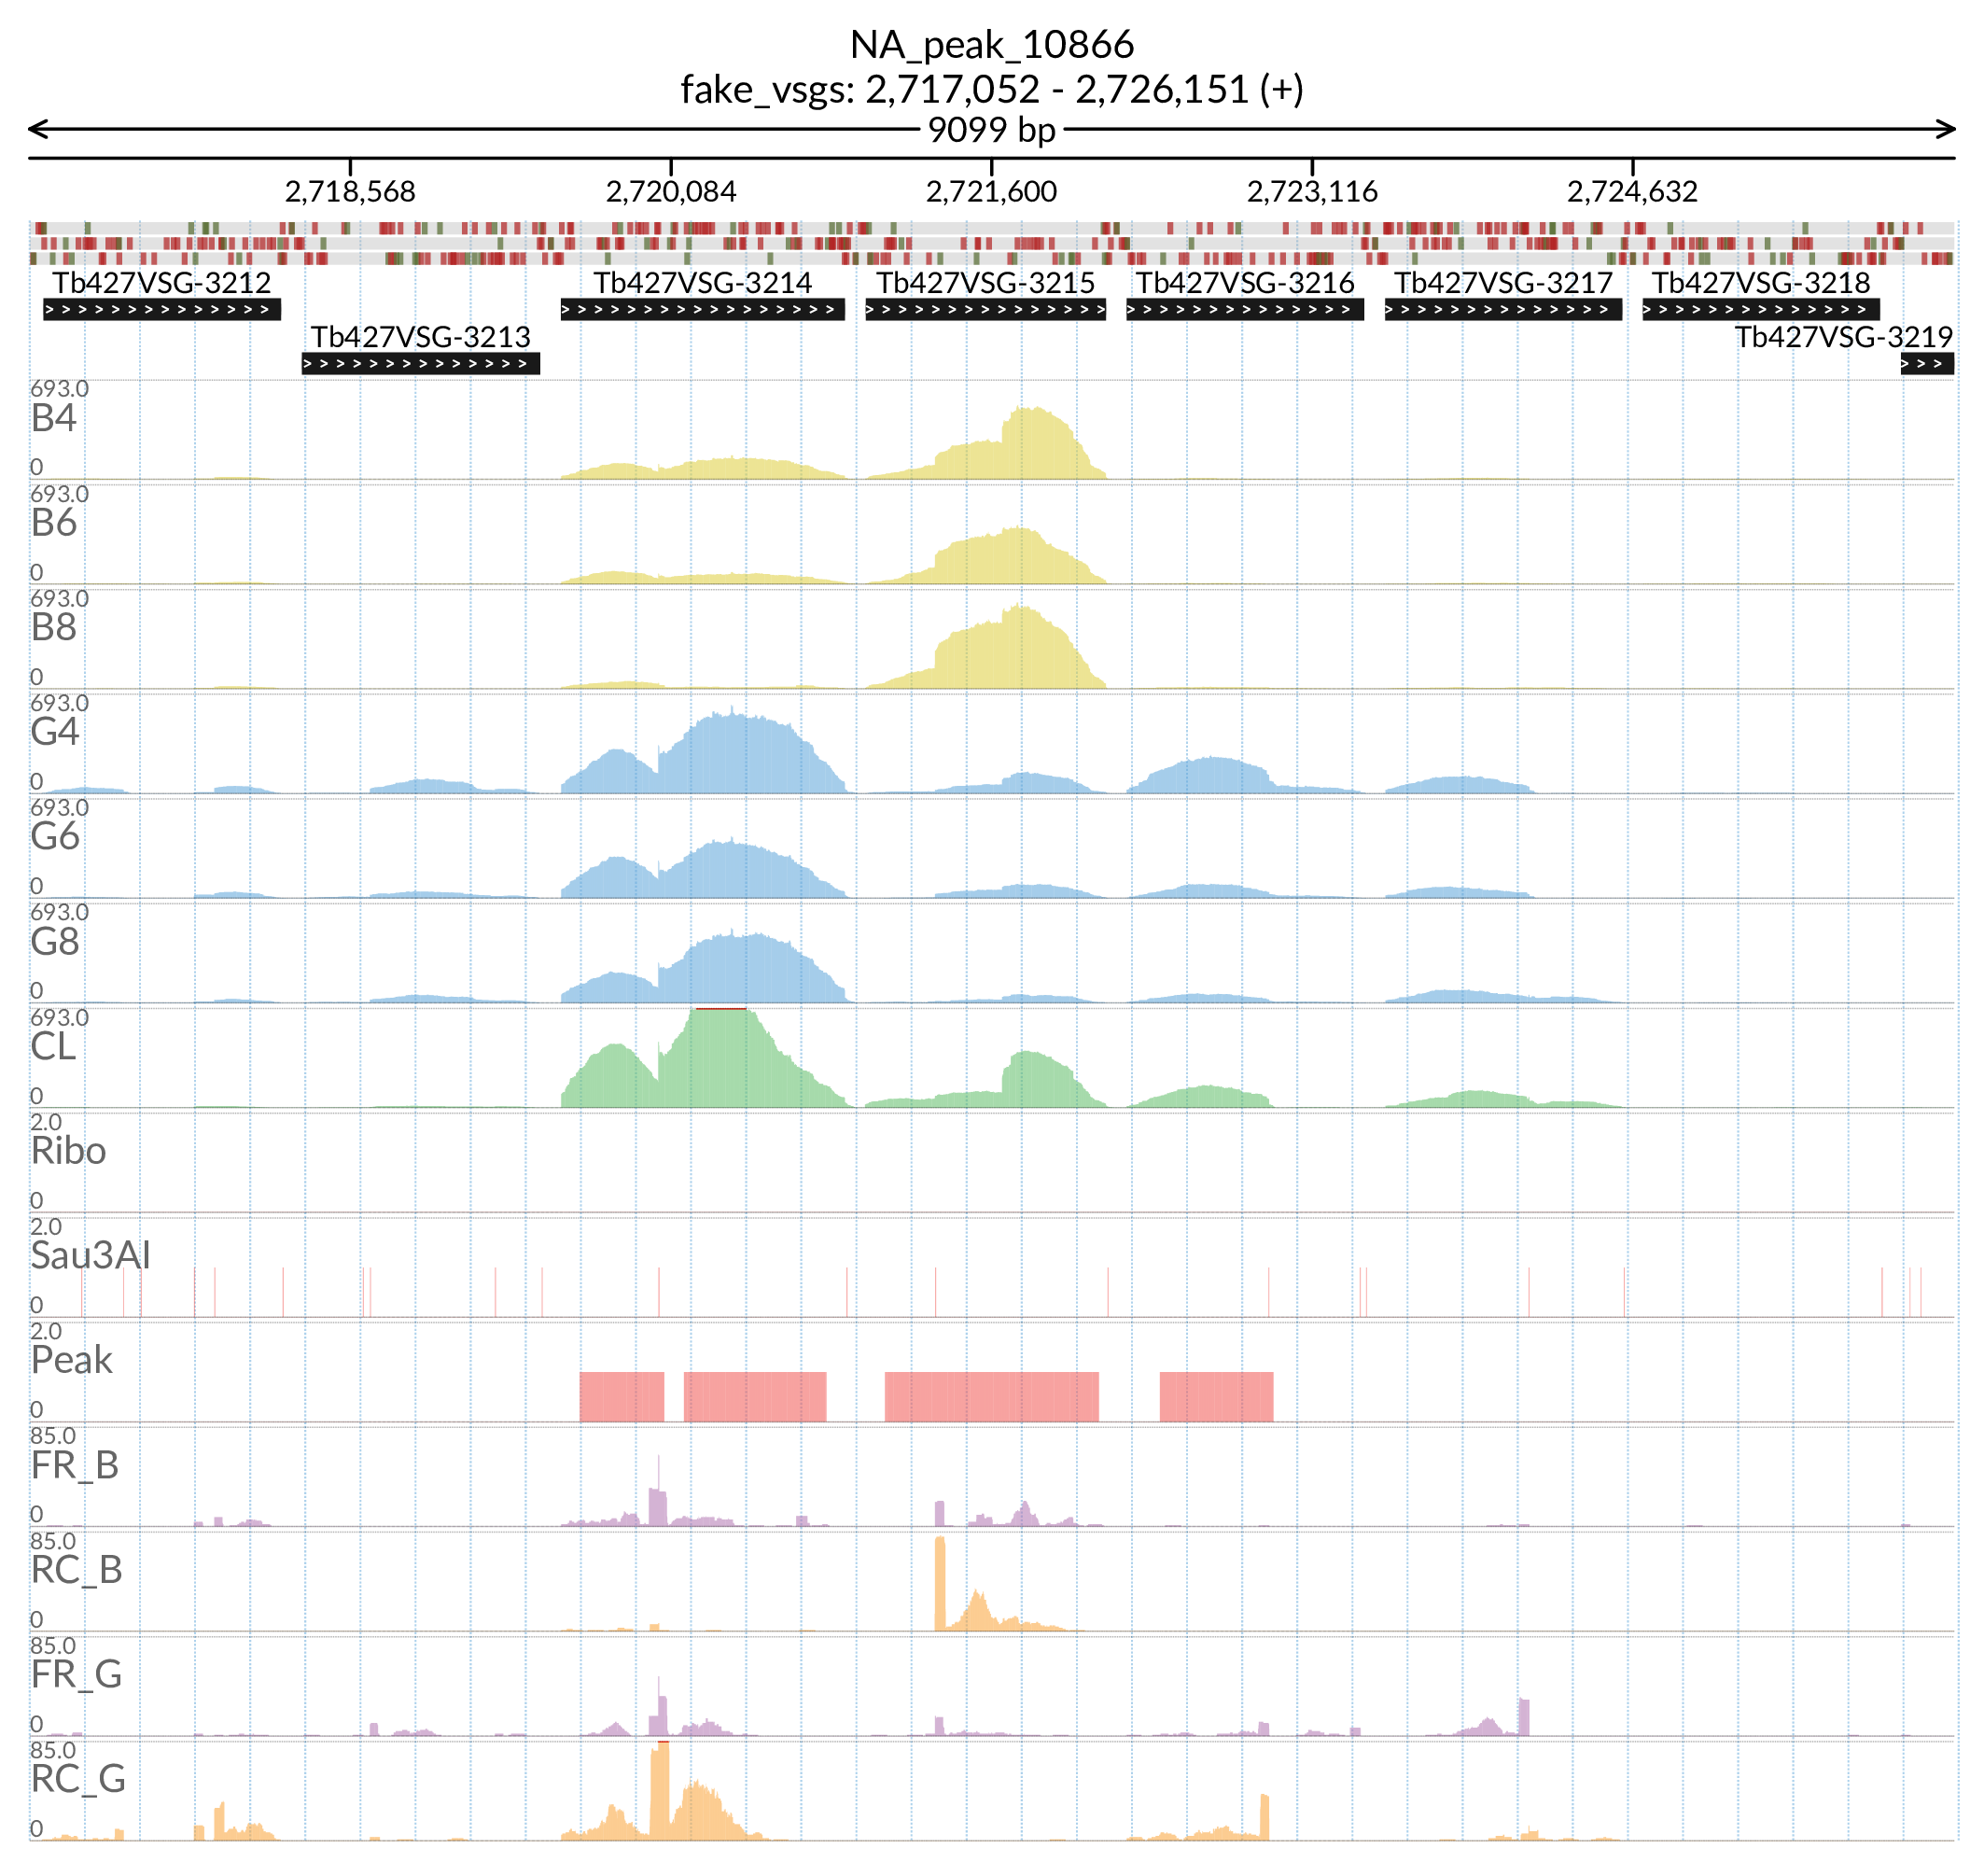 NA_peak_10866
fake_vsgs: 2,717,052 - 2,726,151 (+)
9099 bp
2,718,568 2,720,084 2,721,600 2,723,116 2,724,632
Tb427VSG-3212 Tb427VSG-3214 Tb427VSG-3215 Tb427VSG-3216 Tb427VSG-3217 Tb427VSG-3218
Tb427VSG-3213 Tb427VSG-3219
693.0
B4
0
693.0
B6
0
693.0
B8
0
693.0
G4
0
693.0
G6
0
693.0
G8
0
693.0
CL
0
2.0
Ribo
0
2.0
Sau3AI
0
2.0
Peak
0
85.0
FR_B
0
85.0
RC_B
0
85.0
FR_G
0
85.0
RC_G
0